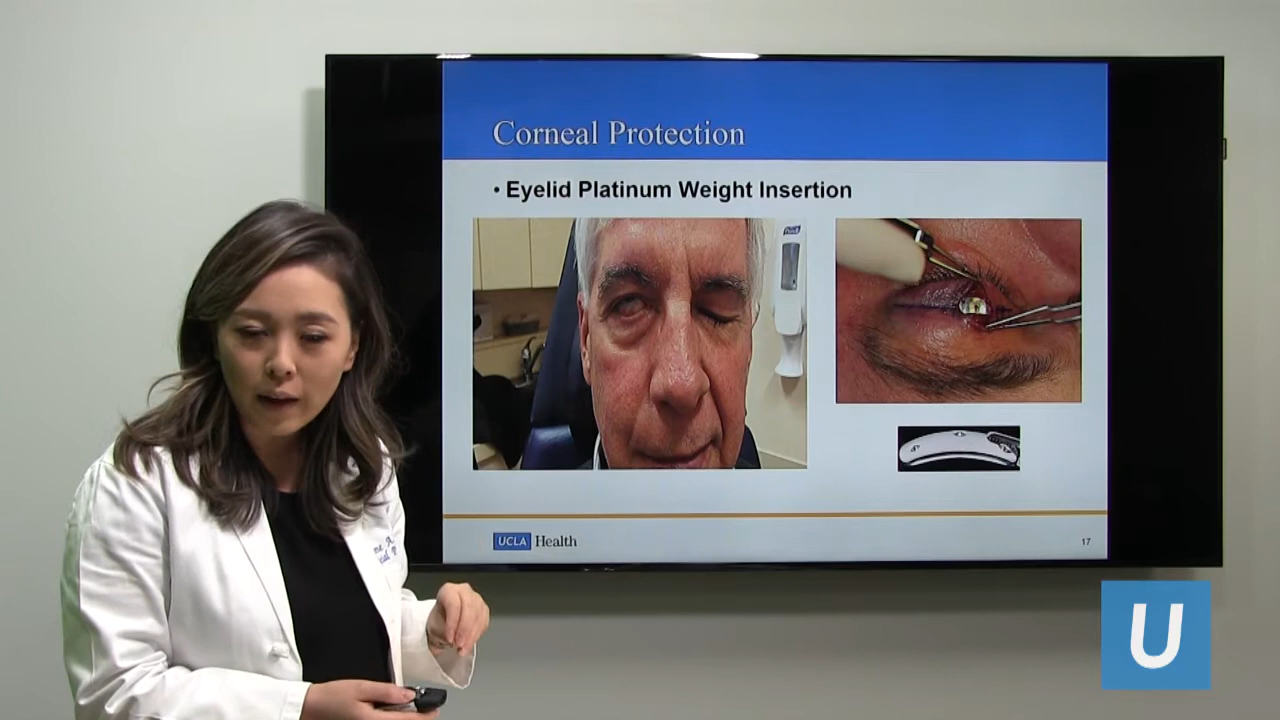 Corneal Protection
• Eyelid Platinum Weight Insertion
UCLA Health
17
U